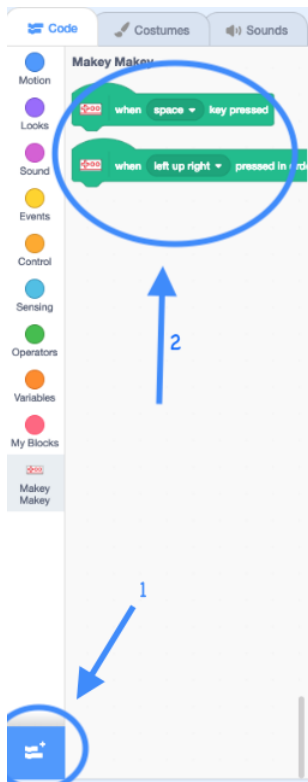 Code Costumes Sounds
Motion
Looks
Sound
Events
Control
Sensing
Operators
Variables
My Blocks
Makey
Makey
Makey Makey
when space key pressed
when left up right pressed in orde
2
1